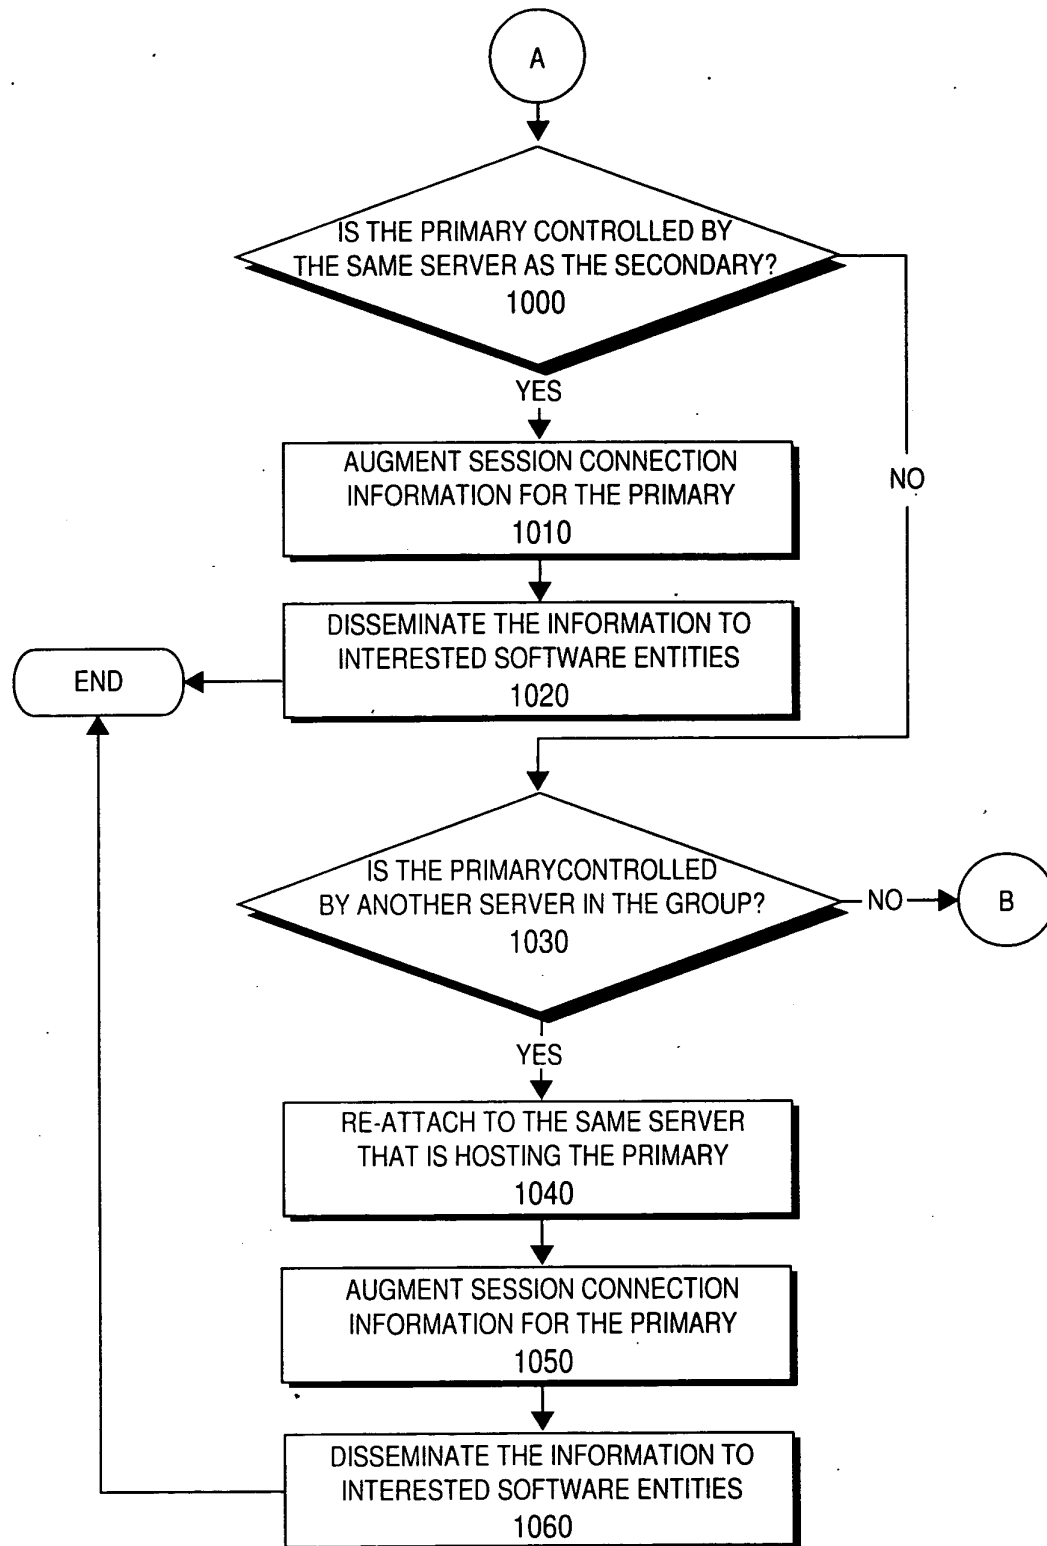 A
IS THE PRIMARY CONTROLLED BY
THE SAME SERVER AS THE SECONDARY?
1000
YES
NO
AUGMENT SESSION CONNECTION
INFORMATION FOR THE PRIMARY
1010
DISSEMINATE THE INFORMATION TO
INTERESTED SOFTWARE ENTITIES
1020
END
IS THE PRIMARYCONTROLLED
BY ANOTHER SERVER IN THE GROUP?
1030
NO
B
YES
RE-ATTACH TO THE SAME SERVER
THAT IS HOSTING THE PRIMARY
1040
AUGMENT SESSION CONNECTION
INFORMATION FOR THE PRIMARY
1050
DISSEMINATE THE INFORMATION TO
INTERESTED SOFTWARE ENTITIES
1060